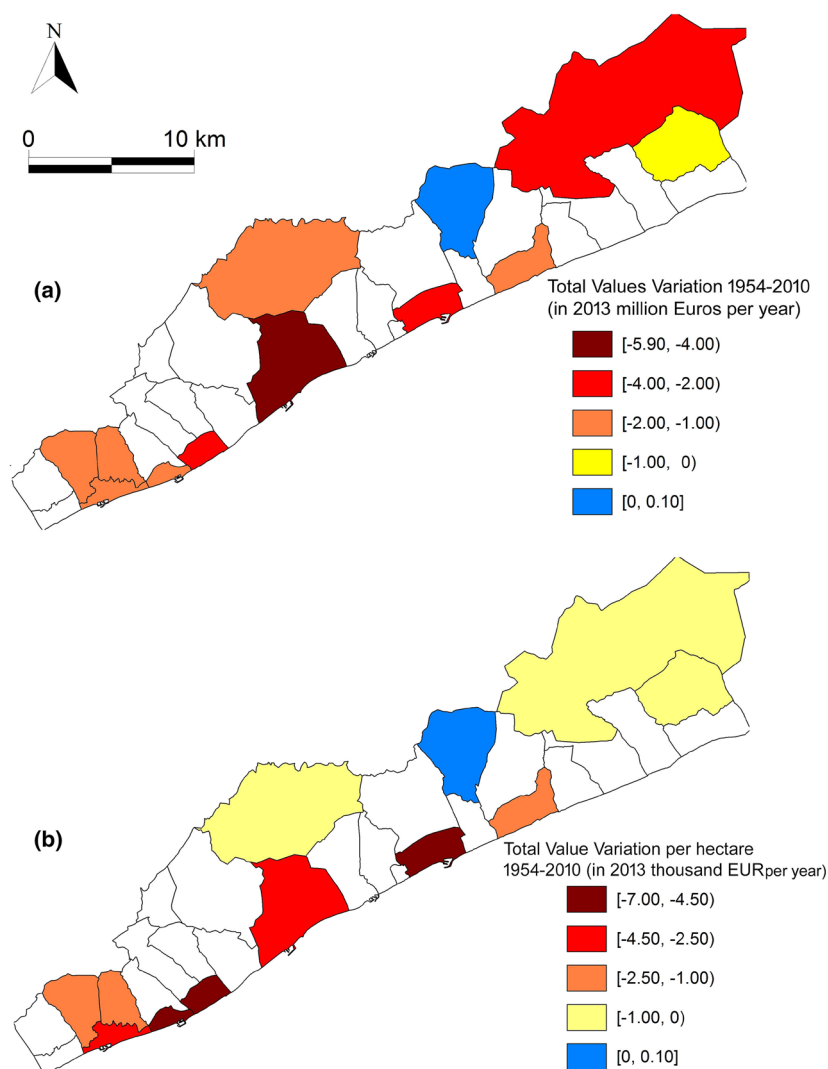 N
0 10 km
(a)
Total Values Variation 1954-2010
(in 2013 million Euros per year)
[-5.90, -4.00)
[-4.00, -2.00)
[-2.00, -1.00)
[-1.00, 0)
[0, 0.10]
(b)
Total Value Variation per hectare
1954-2010 (in 2013 thousand EURper year)
[-7.00, -4.50)
[-4.50, -2.50)
[-2.50, -1.00)
[-1.00, 0)
[0, 0.10]